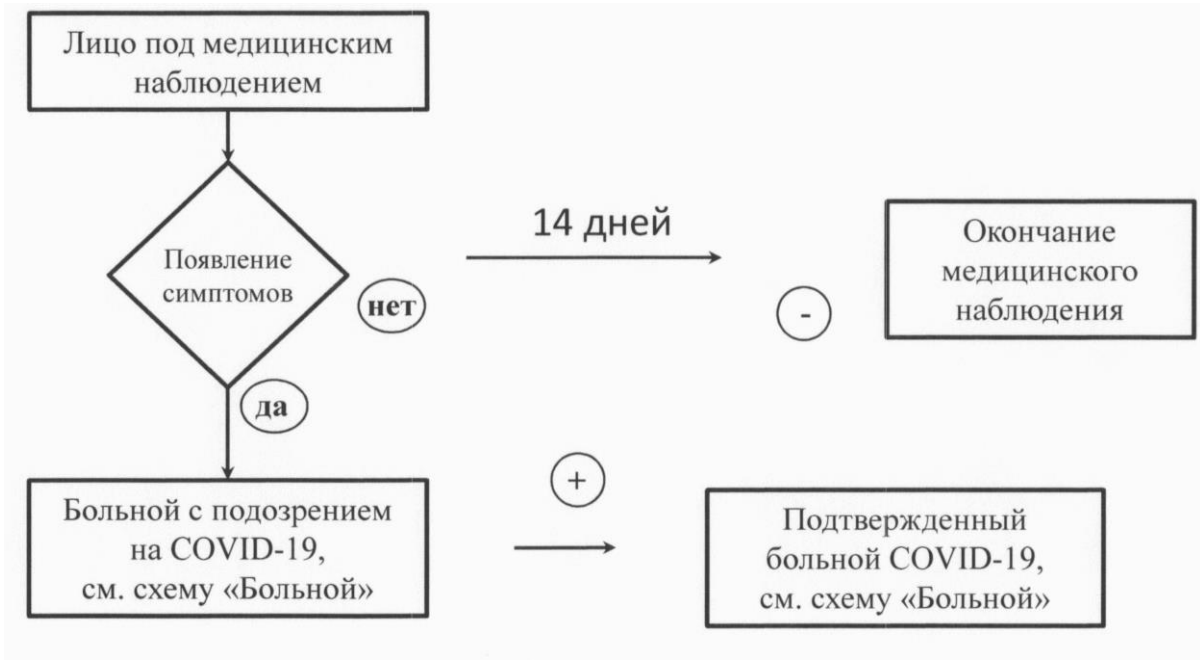 Лицо под медицинским
наблюдением
Появление
симптомов
нет
14 дней
-
Окончание
медицинского
наблюдения
да
Больной с подозрением
на COVID-19,
см. схему «Больной»
+
Подтвержденный
больной COVID-19,
см. схему «Больной»